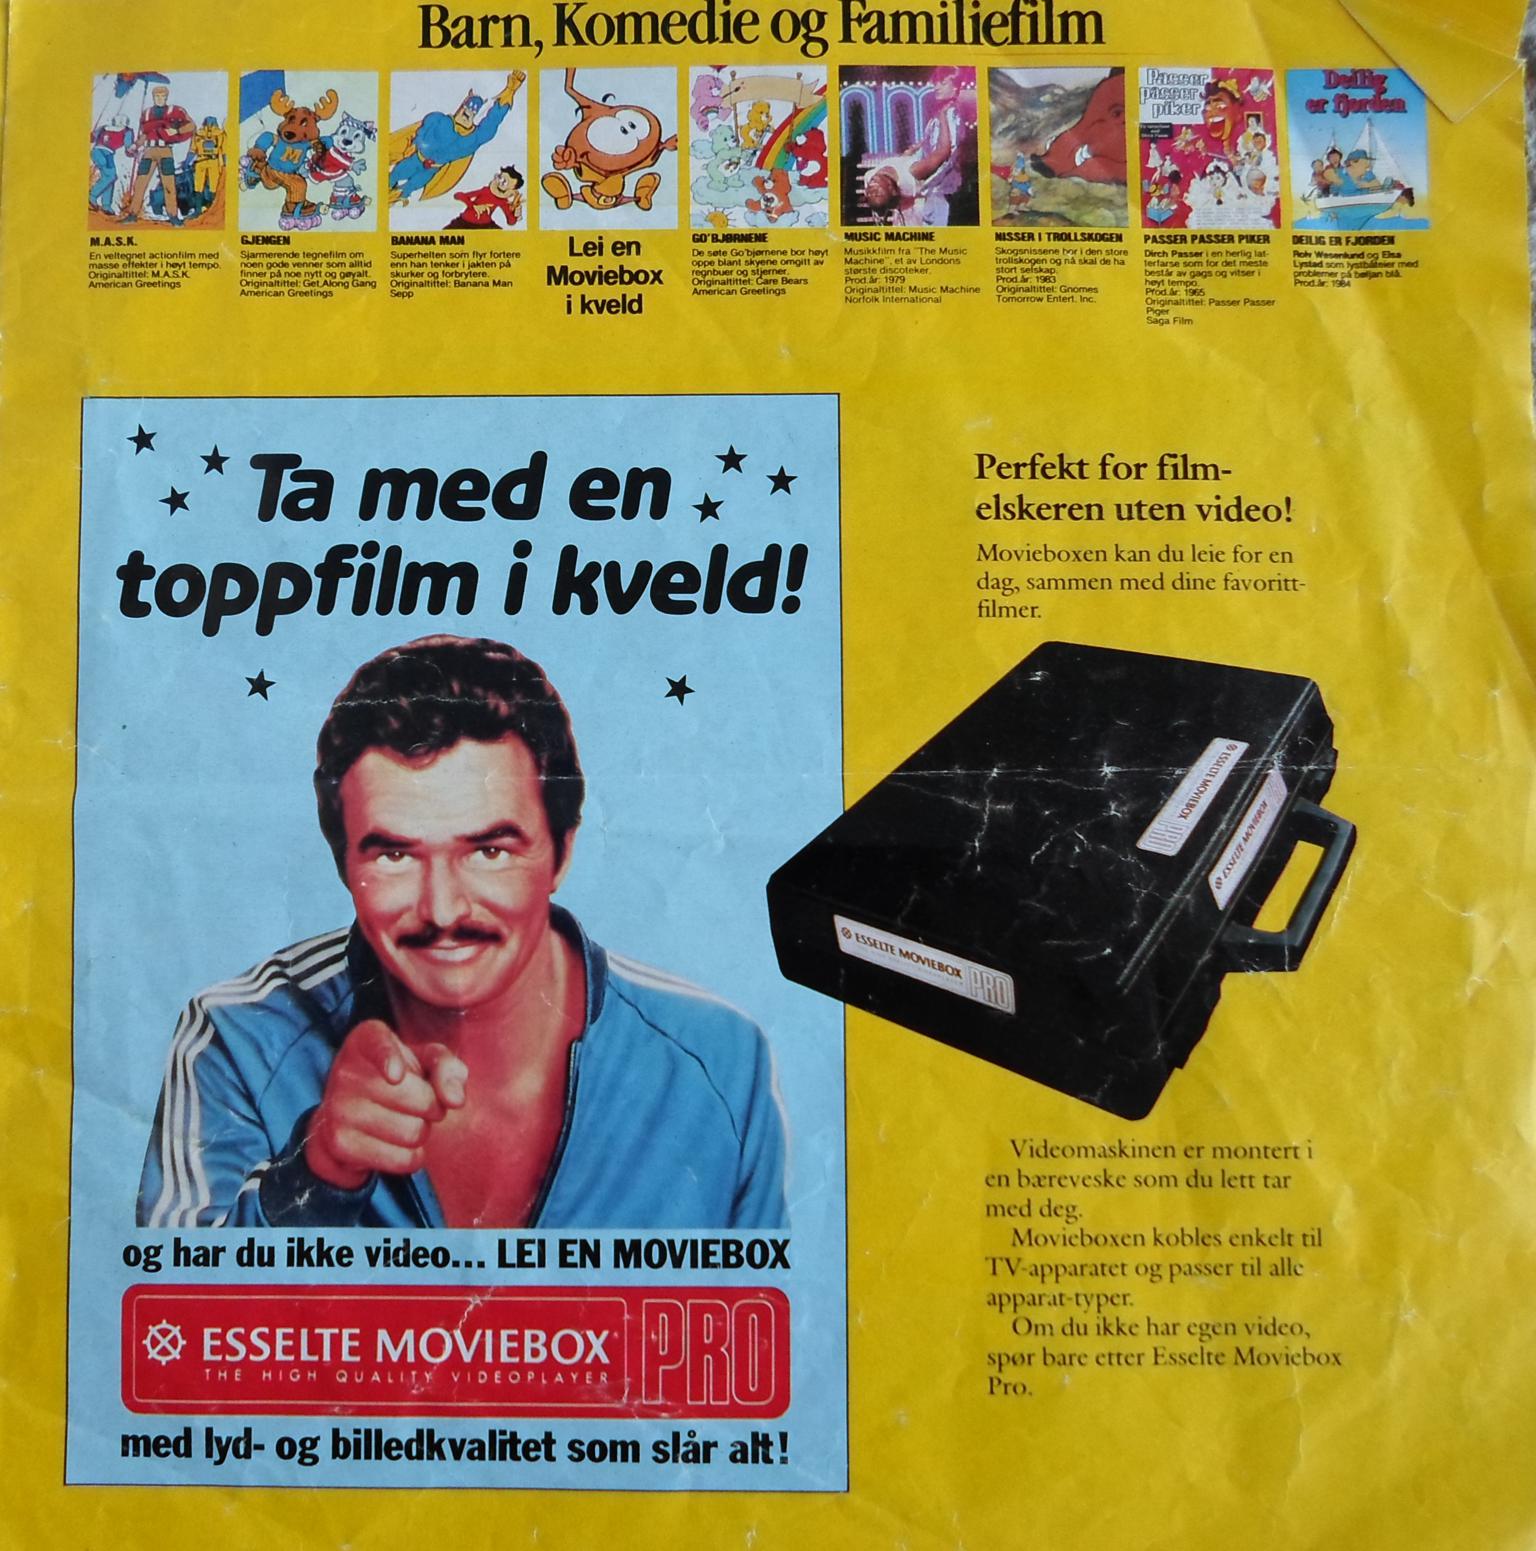 Barn, Komedie og Familiefilm
Passer
passer
piker
Deilig
er fjorden
M.A.S.K.
En veltegnet actionfilm med
masse effekter i høyt tempo.
Originaltittel: M.A.S.K.
American Greetings
GJENGEN
Sjarmerende tegnefilm om
noen gode venner som alltid
finner på noe nytt og gøyalt.
Originaltittel: Get Along Gang
American Greetings
BANANA MAN
Superhelten som flyr fortere
enn han tenker i jakten på
skurker og forbrytere.
Originaltittel: Banana Man
Sepp
Lei en
Moviebox
i kveld
GO'BJØRNENE
De søte Go'bjørnene bor høyt
oppe blant skyene omgitt av
regnbuer og stjerner.
Originaltittel: Care Bears
American Greetings
MUSIC MACHINE
Musikkfilm fra "The Music
Machine", et av Londons
største discoteker.
Prod.år: 1979
Originaltittel: Music Machine
Norfolk International
NISSER I TROLLSKOGEN
Skogsnissene bor i den store
trollskogen og nå skal de ha
stort selskap.
Prod.år: 1983
Originaltittel: Gnomes
Tomorrow Entert. Inc.
PASSER PASSER PIKER
Dirch Passer i en herlig lat-
terfarse som for det meste
består av gags og vitser i
høyt tempo.
Prod.år: 1965
Originaltittel: Passer Passer
Piger
Saga Film
DEILIG ER FJORDEN
Rolv Wesenlund og Elsa
Lystad som lystbåteier med
problemer på bøljan blå.
Prod.år: 1984
Ta med en
toppfilm i kveld!
og har du ikke video... LEI EN MOVIEBOX
ESSELTE MOVIEBOX PRO
THE HIGH QUALITY VIDEOPLAYER
med lyd- og billedkvalitet som slår alt!
Perfekt for film-
elskeren uten video!
Movieboxen kan du leie for en
dag, sammen med dine favoritt-
filmer.
ESSELTE MOVIEBOX PRO
ESSELTE MOVIEBOX
ESSELTE MOVIEBOX PRO
Videomaskinen er montert i
en bæreveske som du lett tar
med deg.
Movieboxen kobles enkelt til
TV-apparatet og passer til alle
apparat-typer.
Om du ikke har egen video,
spør bare etter Esselte Moviebox
Pro.